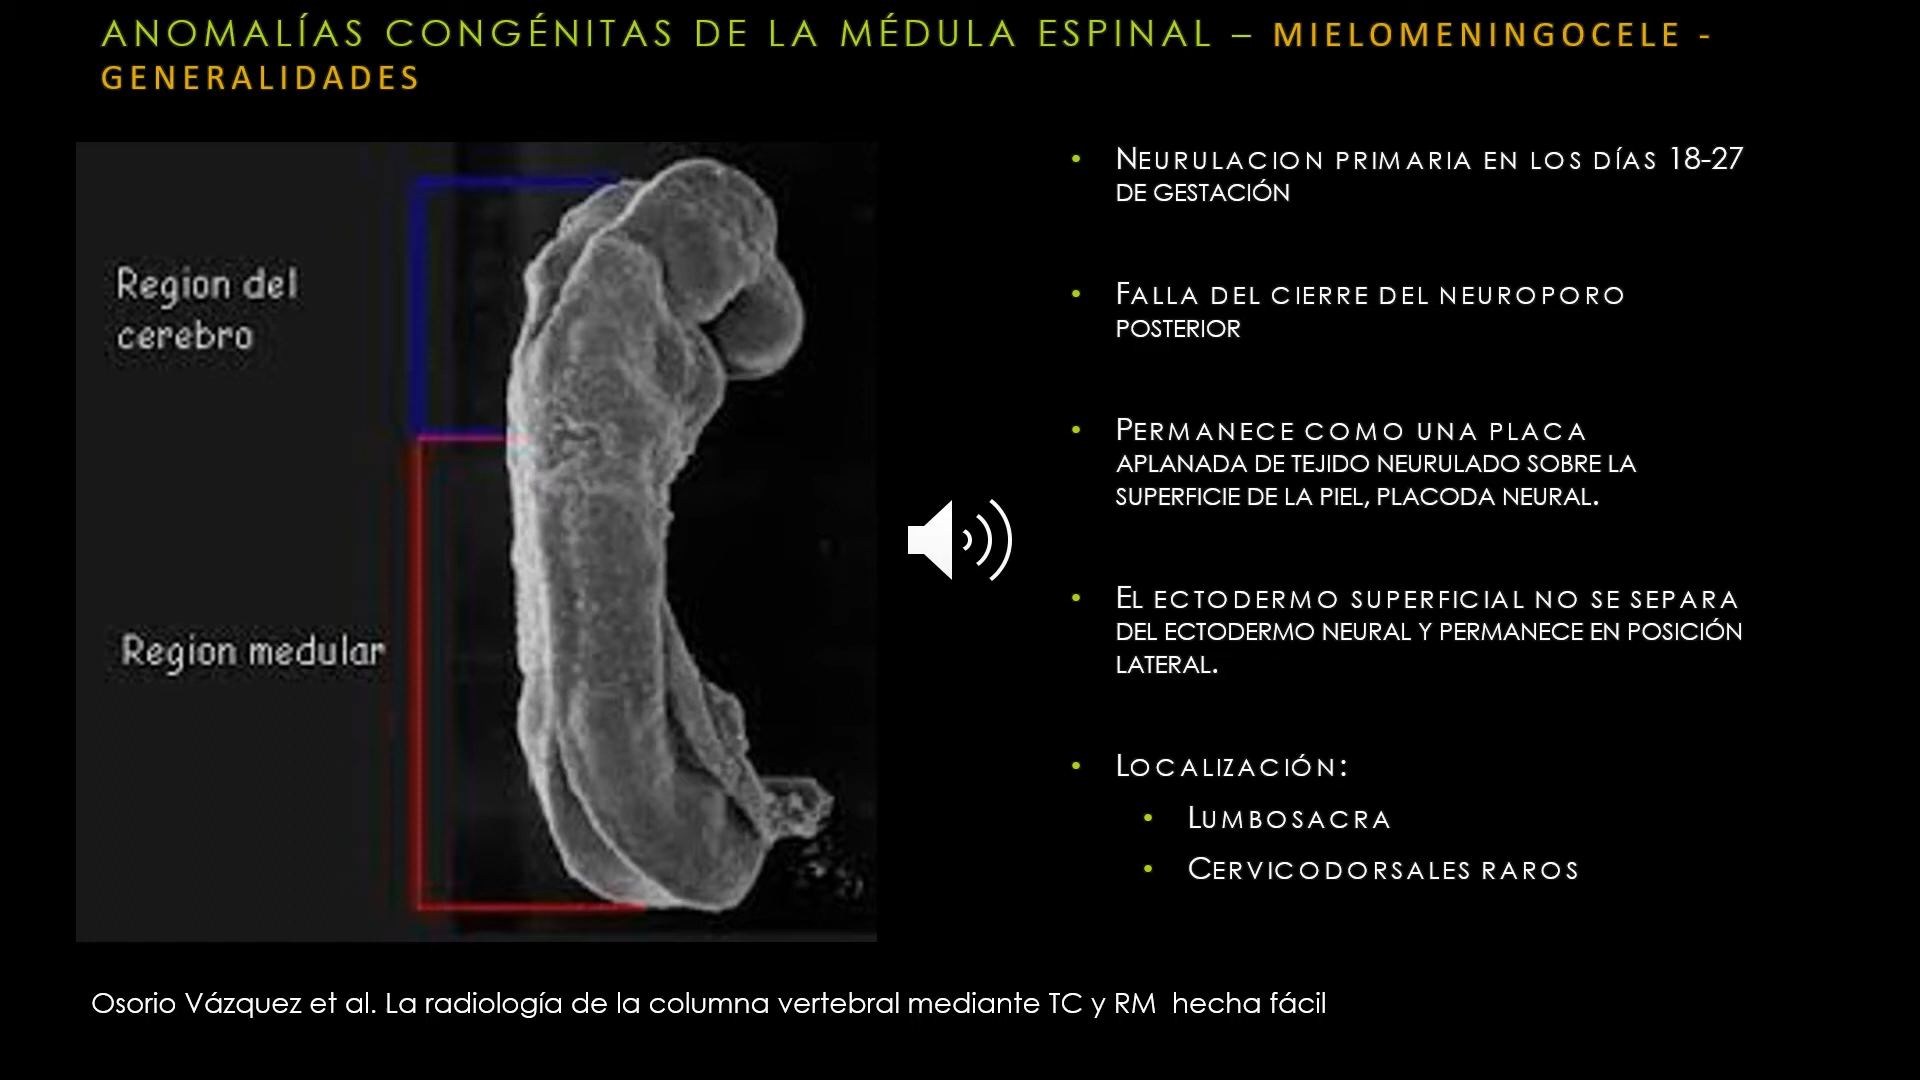 ANOMALÍAS CONGÉNITAS DE LA MÉDULA ESPINAL – MIELOMENINGOCELE -
GENERALIDADES
Region del
cerebro
Region medular
• NEURULACION PRIMARIA EN LOS DÍAS 18-27
DE GESTACIÓN
• FALLA DEL CIERRE DEL NEUROPORO
POSTERIOR
• PERMANECE COMO UNA PLACA
APLANADA DE TEJIDO NEURULADO SOBRE LA
SUPERFICIE DE LA PIEL, PLACODA NEURAL.
• EL ECTODERMO SUPERFICIAL NO SE SEPARA
DEL ECTODERMO NEURAL Y PERMANECE EN POSICIÓN
LATERAL.
• LOCALIZACIÓN:
• LUMBOSACRA
• CERVICODORSALES RAROS
Osorio Vázquez et al. La radiología de la columna vertebral mediante TC y RM hecha fácil